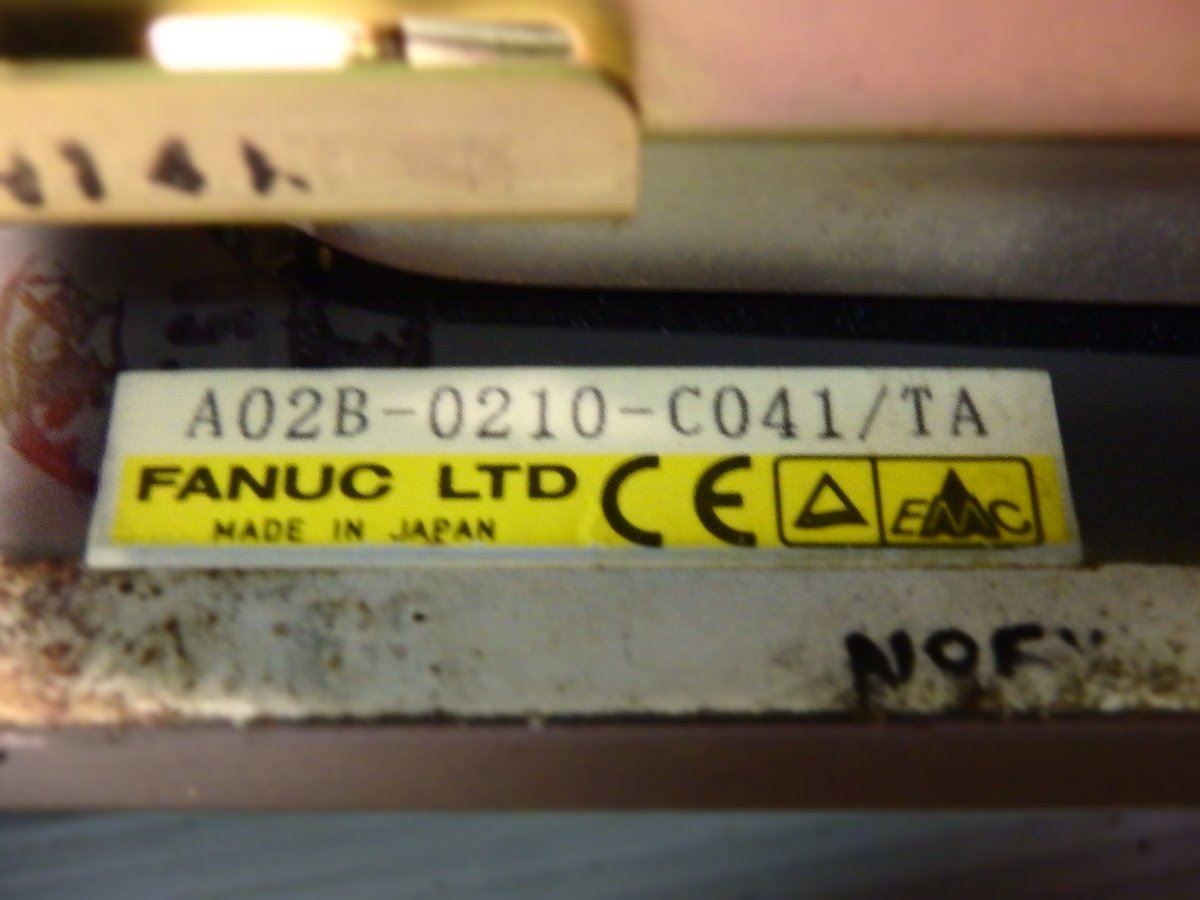 A02B-0210-C041/TA
FANUC LTD CE EMC
MADE IN JAPAN